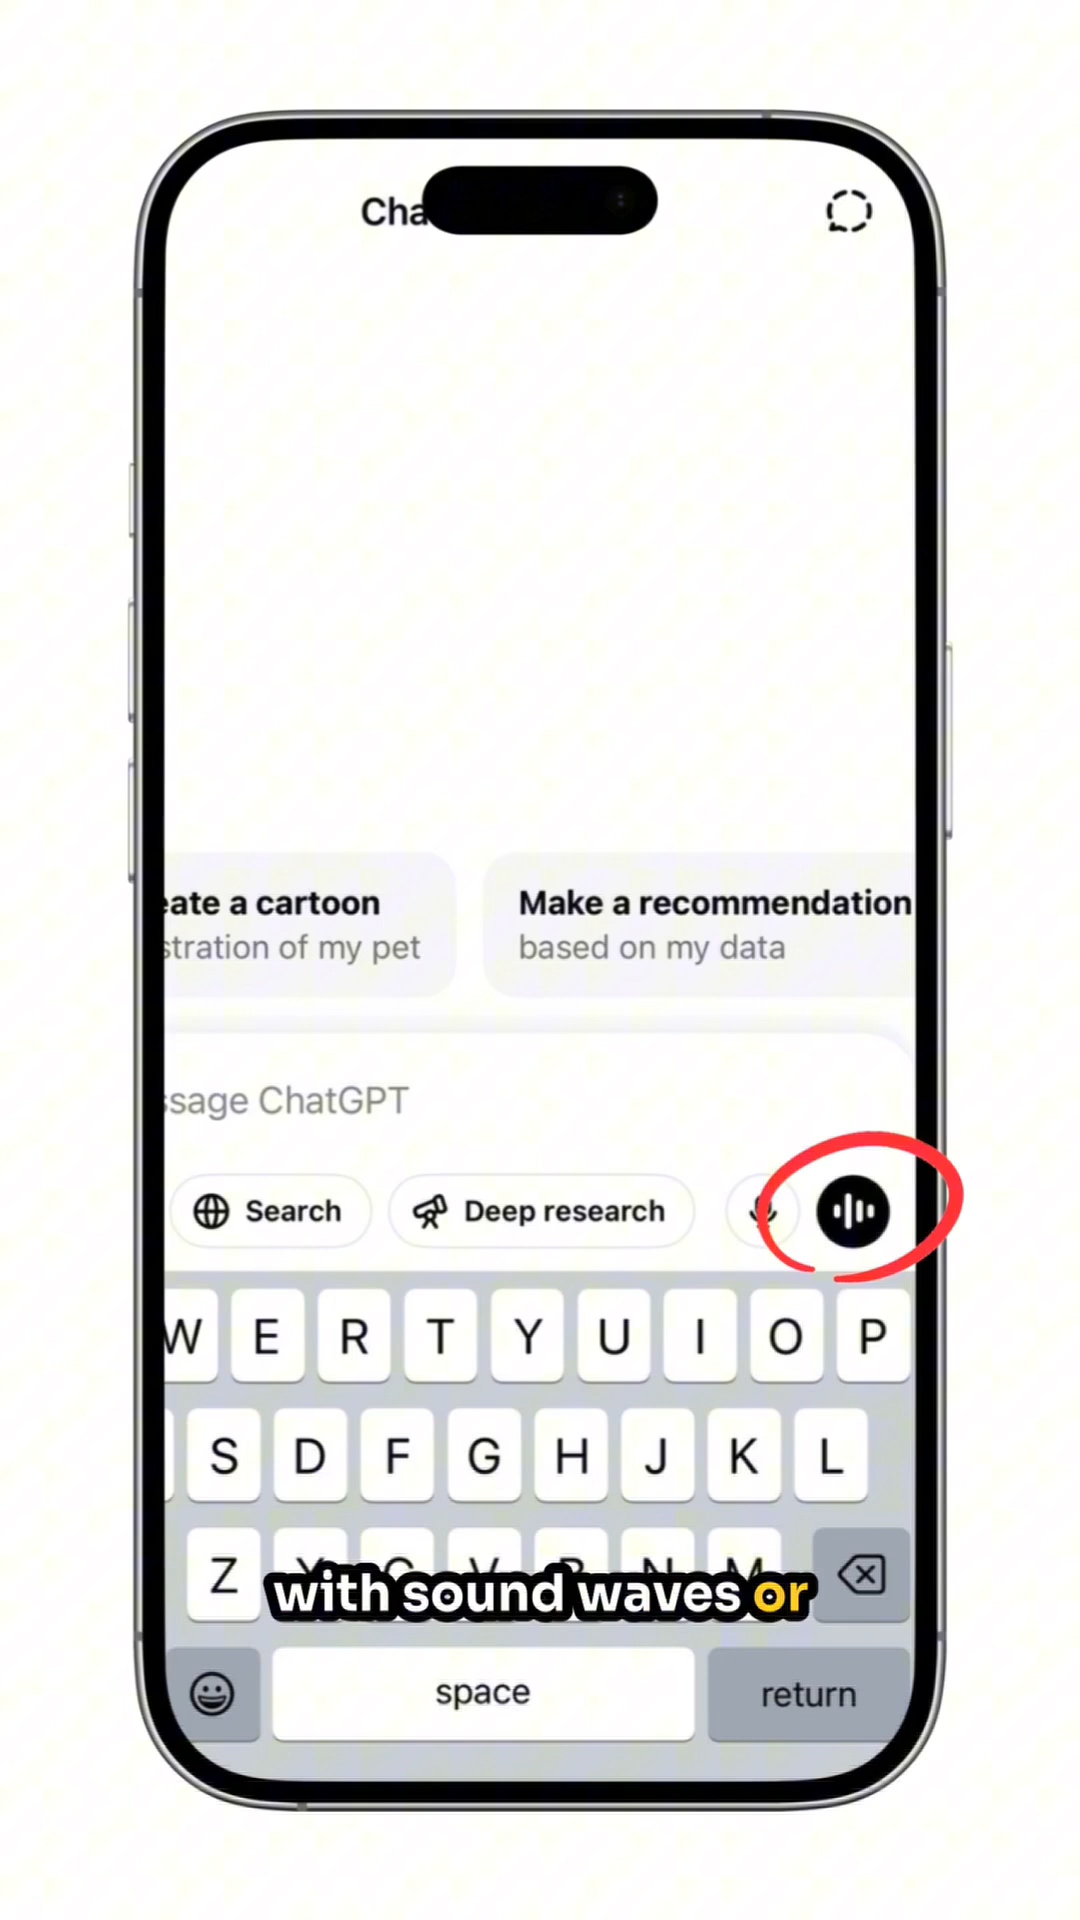 Cha
eate a cartoon
stration of my pet
Make a recommendation
based on my data
ssage ChatGPT
Search
Deep research
W E R T Y U I O P
S D F G H J K L
Z X C V B N M
with sound waves or
space
return